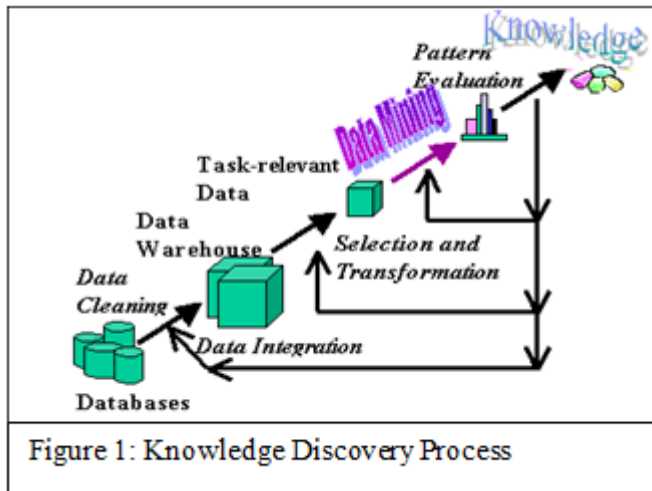 Knowledge
Pattern
Evaluation
Data Mining
Task-relevant
Data
Data
Warehouse
Selection and
Transformation
Data
Cleaning
Data Integration
Databases
Figure 1: Knowledge Discovery Process